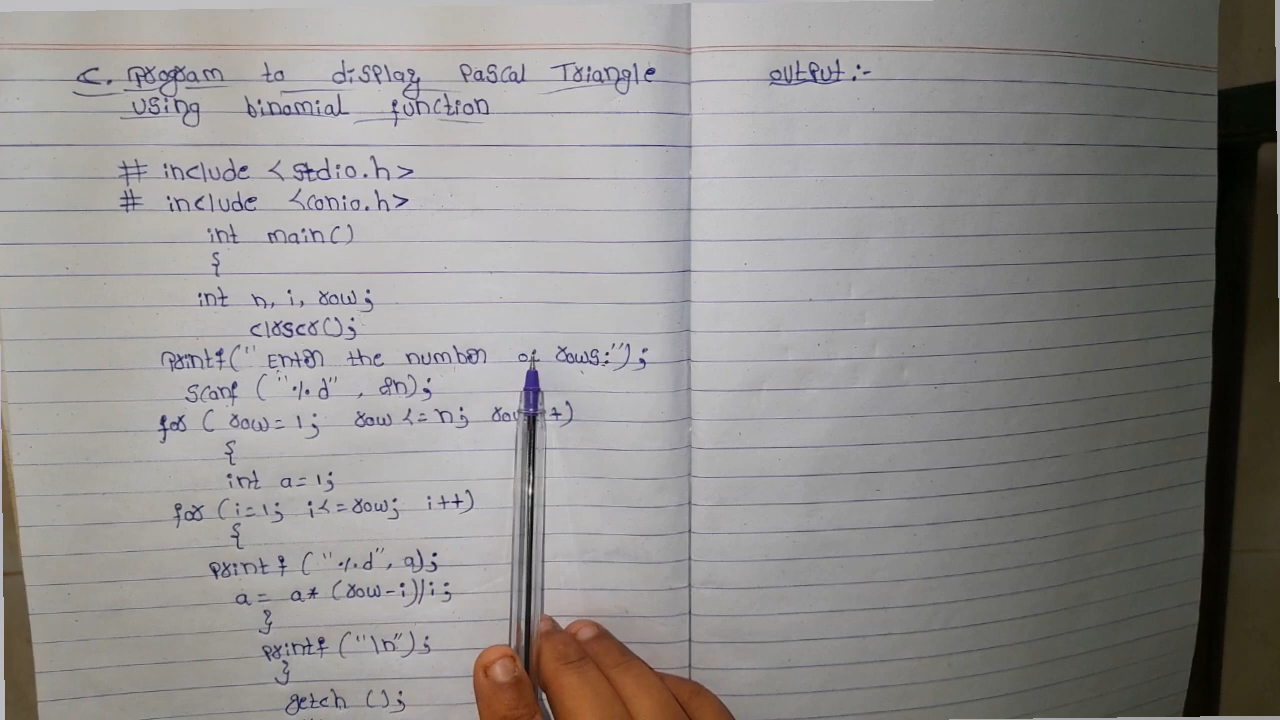 C. Program to display Pascal Triangle
using binomial function
output :-
# include <stdio.h>
# include <conio.h>
int main()
{
int n, i, row;
clrscr();
printf(" Enter the number of rows:");
scanf ("%d" , &n);
for ( row = 1; row <= n; row++)
{
int a=1;
for (i=1; i<=row; i++)
{
printf ("%d", a);
a = a* (row-i)/i;
}
printf ("\n");
}
getch ();